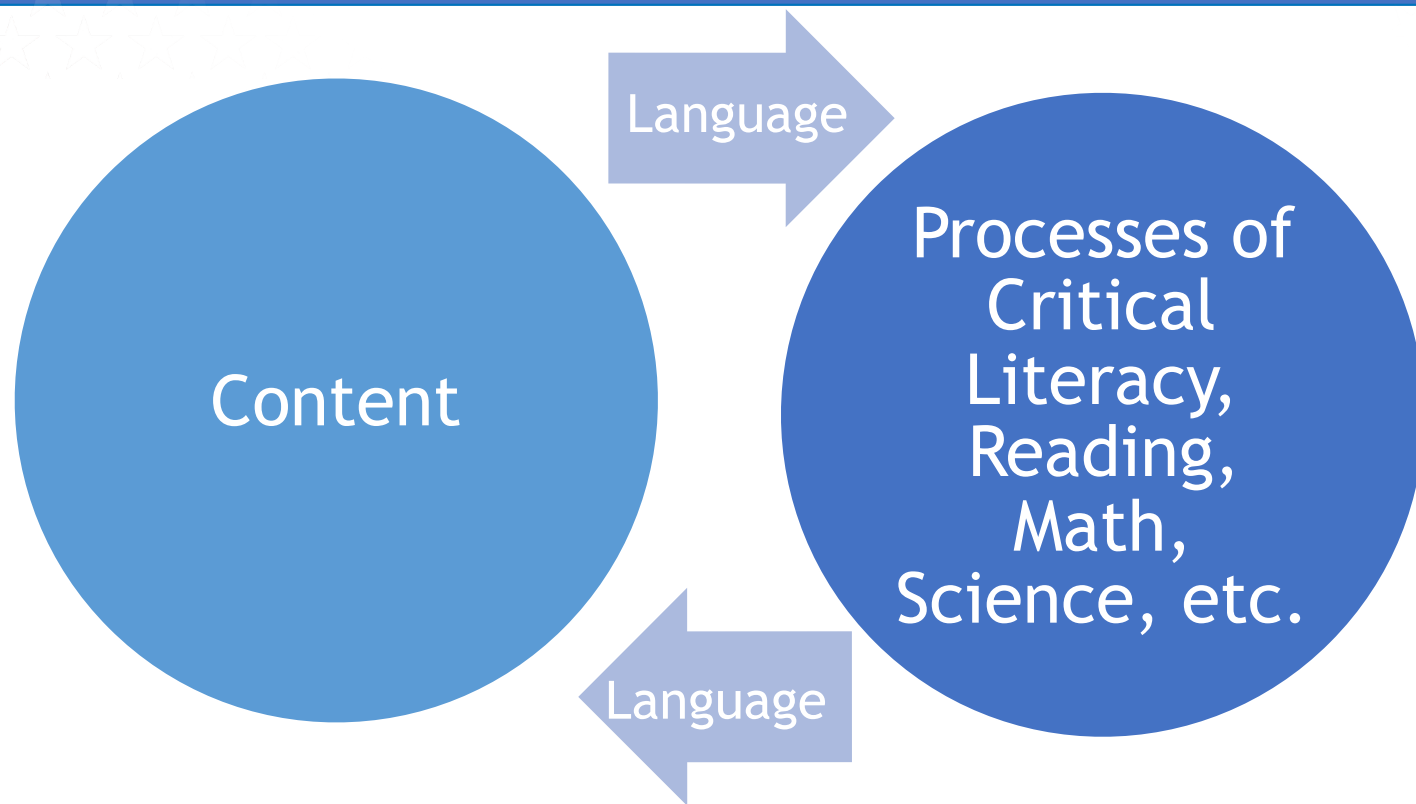 Language
Content
Processes of
Critical
Literacy,
Reading,
Math,
Science, etc.
Language